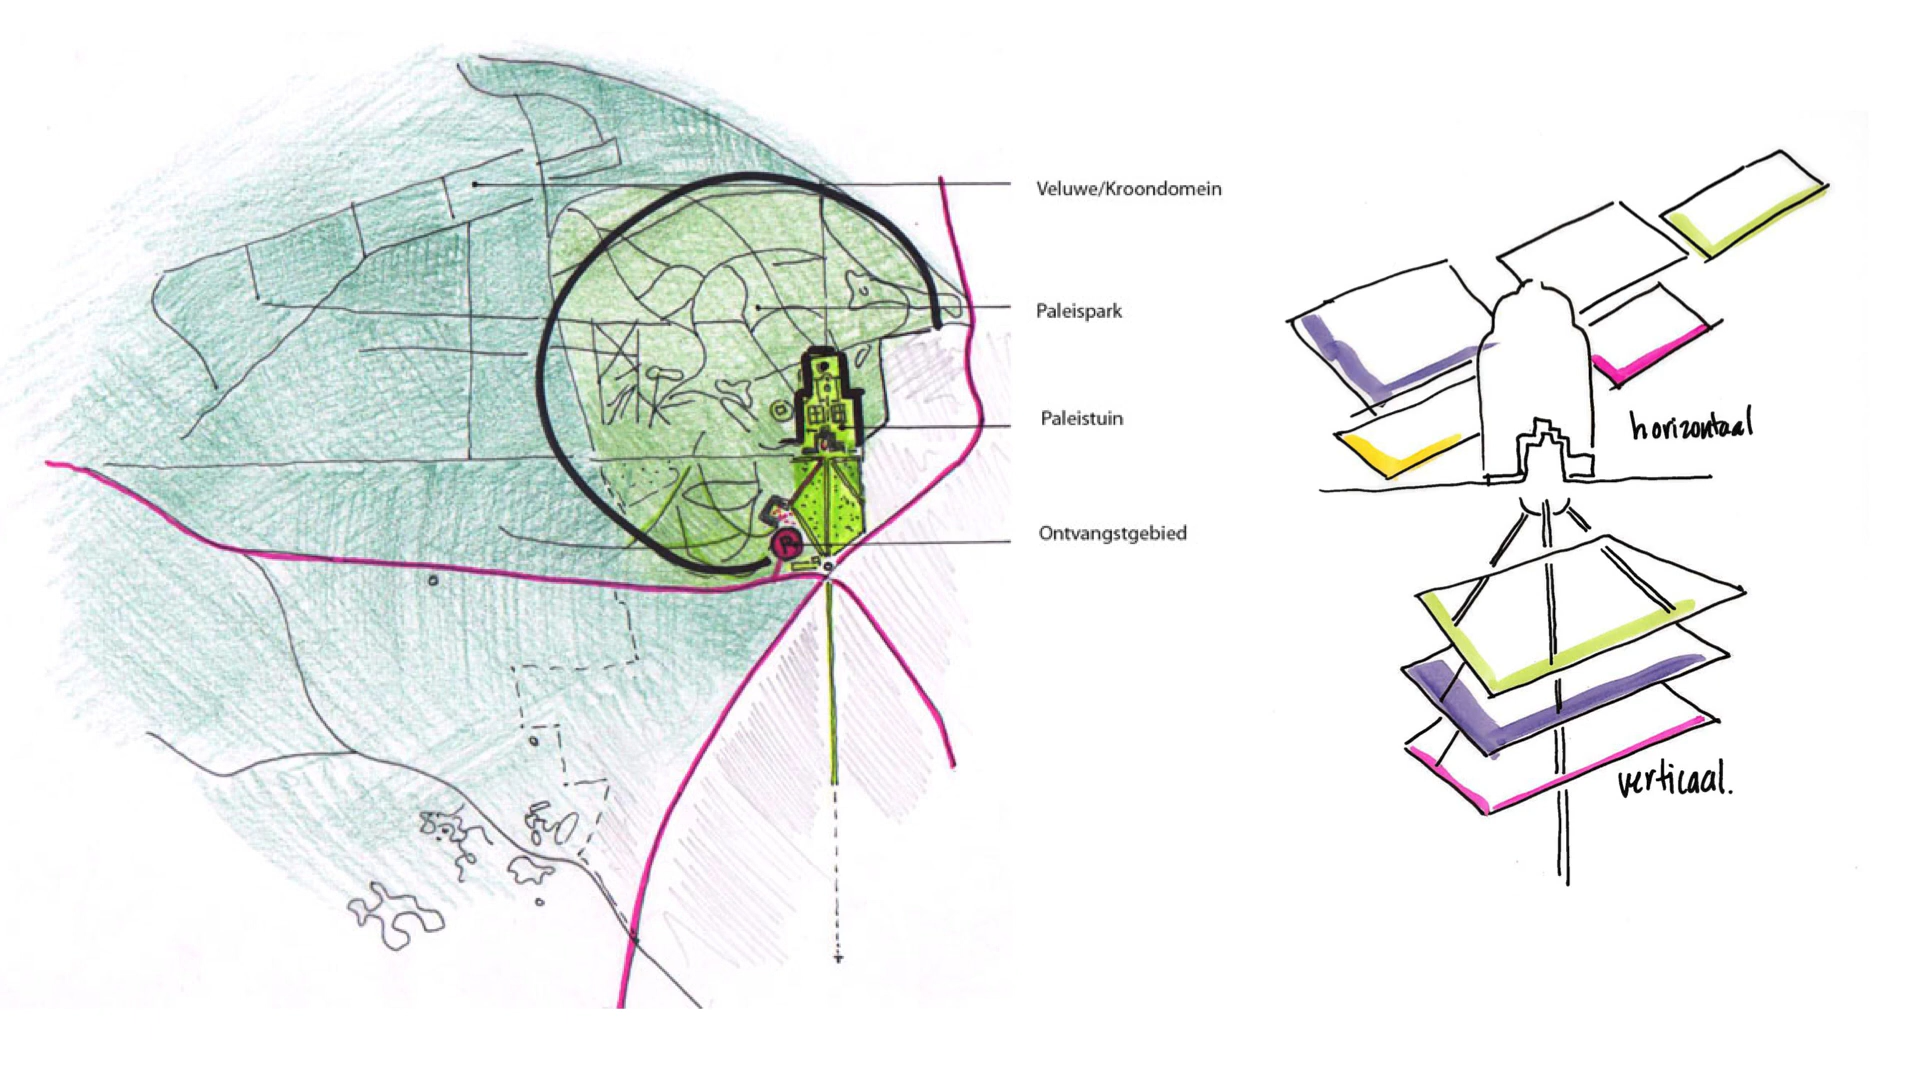 Veluwe/Kroondomein
Paleispark
Paleistuin
Ontvangstgebied
P
horizontaal
verticaal.